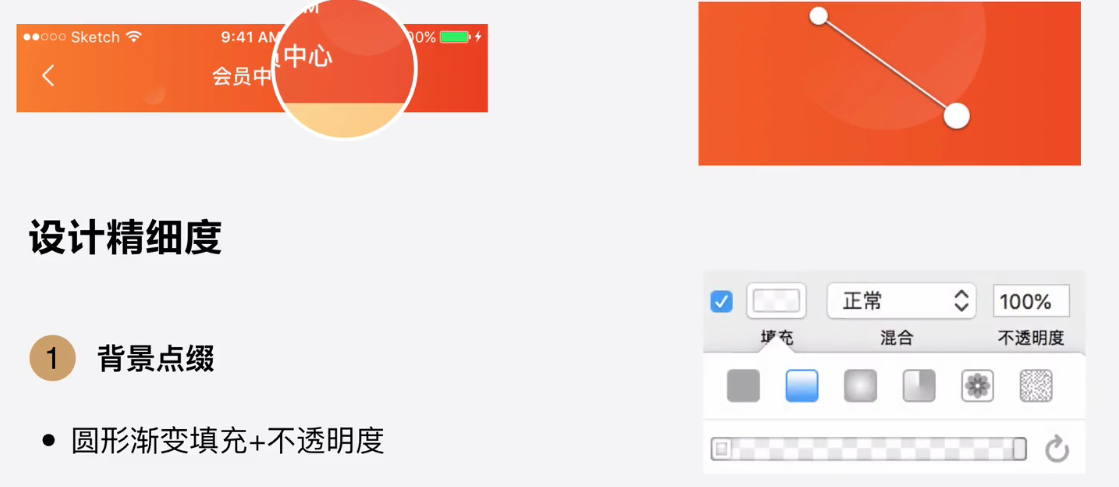 Sketch
9:41 AM
00%
M
中心
会员中
设计精细度
1 背景点缀
• 圆形渐变填充+不透明度
正常
100%
填充
混合
不透明度